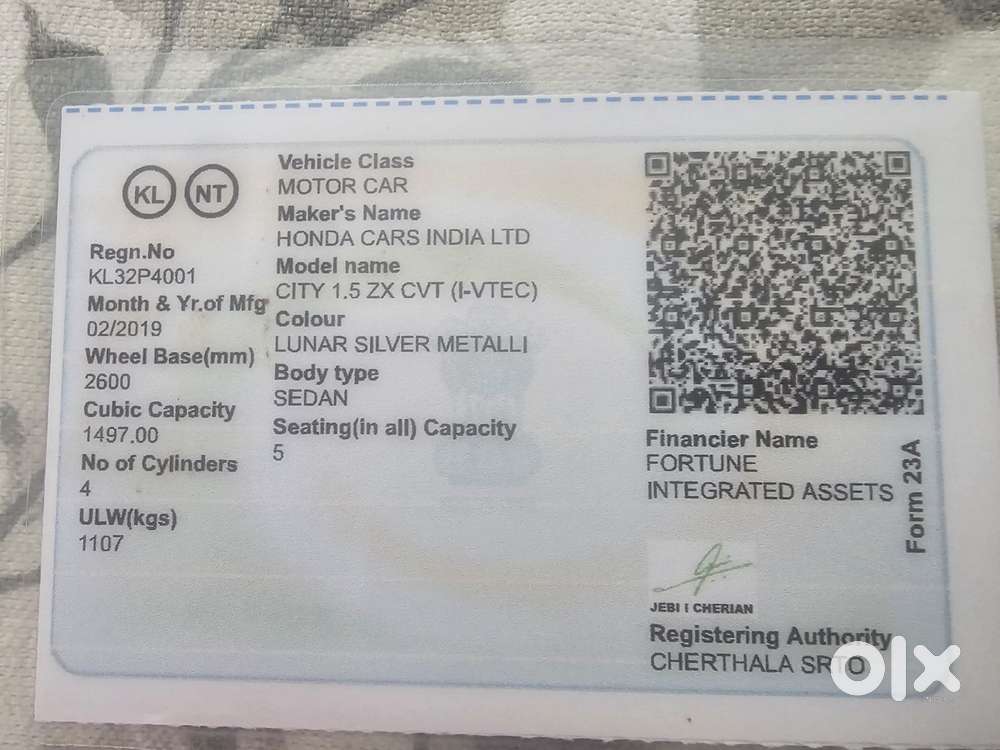 KL NT
Regn.No
KL32P4001
Month & Yr.of Mfg
02/2019
Wheel Base(mm)
2600
Cubic Capacity
1497.00
No of Cylinders
4
ULW(kgs)
1107
Vehicle Class
MOTOR CAR
Maker's Name
HONDA CARS INDIA LTD
Model name
CITY 1.5 ZX CVT (I-VTEC)
Colour
LUNAR SILVER METALLI
Body type
SEDAN
Seating(in all) Capacity
5
Financier Name
FORTUNE
INTEGRATED ASSETS
Form 23A
JEBI I CHERIAN
Registering Authority
CHERTHALA SRTO
olx